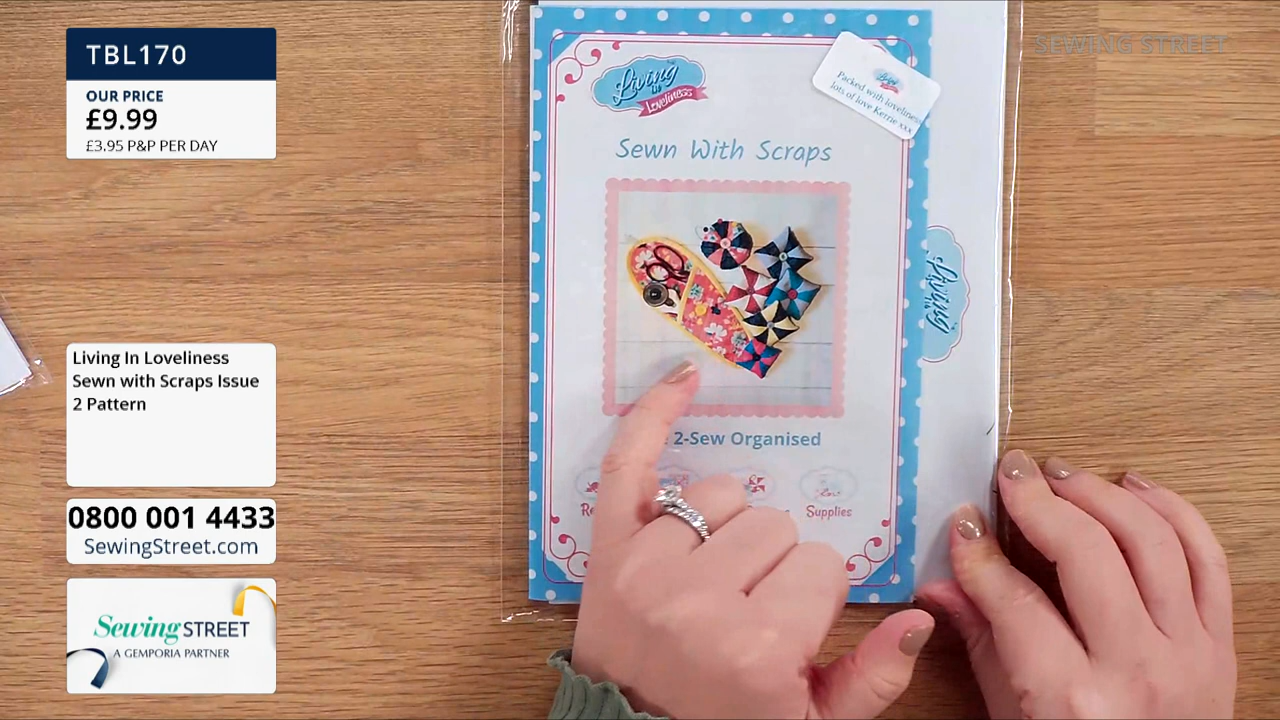 TBL170
OUR PRICE
£9.99
£3.95 P&P PER DAY
Living In Loveliness
Sewn with Scraps Issue
2 Pattern
0800 001 4433
SewingStreet.com
Sewing STREET
A GEMPORIA PARTNER
SEWING STREET
Living
in
Loveliness
Packed with loveliness
lots of love Kerrie xxx
Sewn With Scraps
2-Sew Organised
Supplies
Living